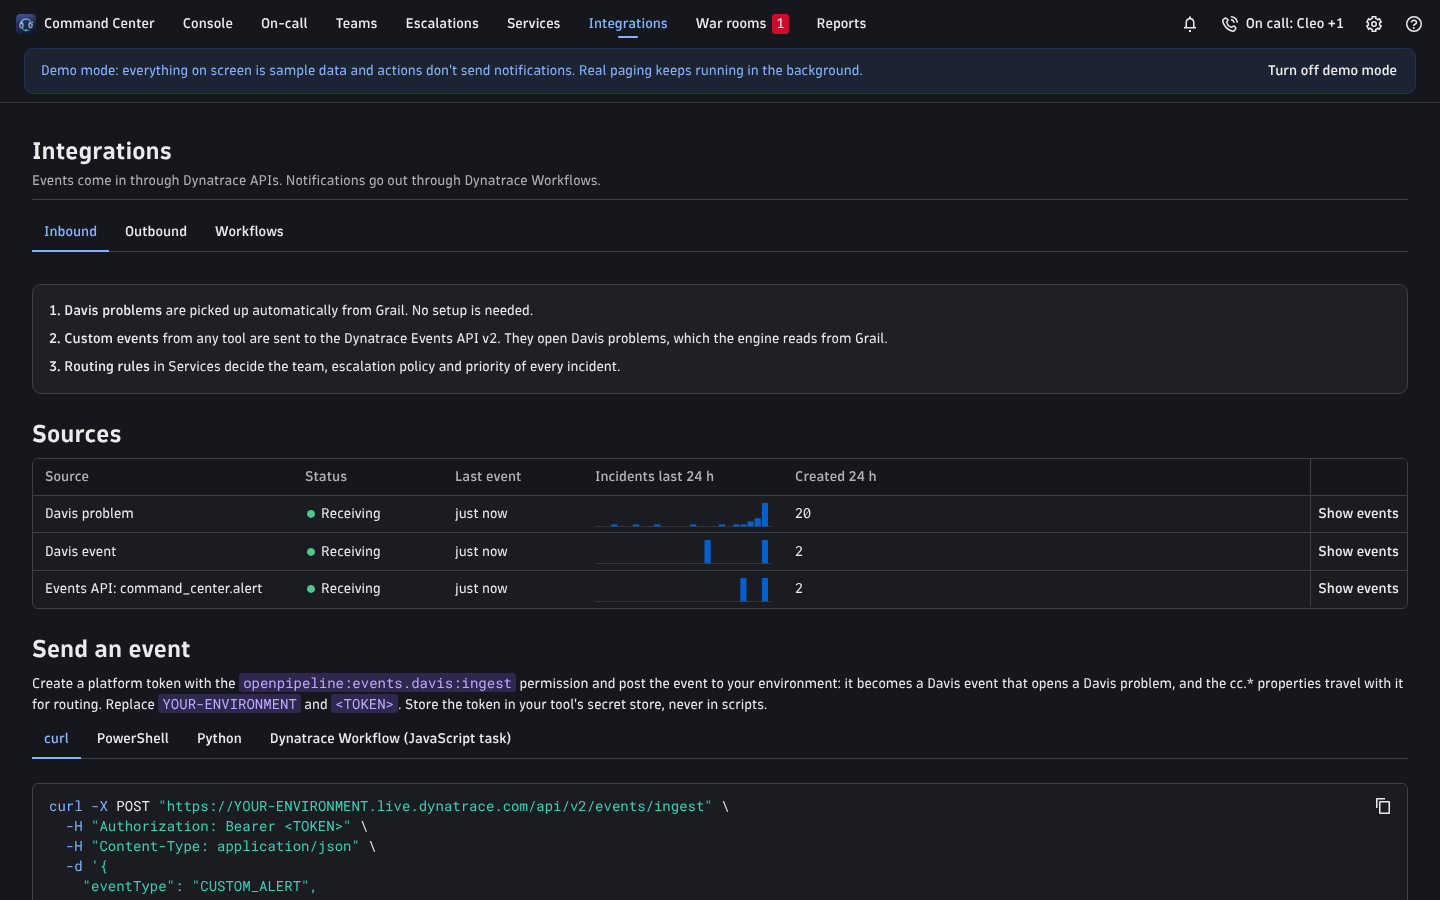 Command Center Console On-call Teams Escalations Services Integrations War rooms 1 Reports On call: Cleo +1
Demo mode: everything on screen is sample data and actions don't send notifications. Real paging keeps running in the background. Turn off demo mode
Integrations
Events come in through Dynatrace APIs. Notifications go out through Dynatrace Workflows.
Inbound Outbound Workflows
1. Davis problems are picked up automatically from Grail. No setup is needed.
2. Custom events from any tool are sent to the Dynatrace Events API v2. They open Davis problems, which the engine reads from Grail.
3. Routing rules in Services decide the team, escalation policy and priority of every incident.
Sources
Source Status Last event Incidents last 24 h Created 24 h
Davis problem Receiving just now 20 Show events
Davis event Receiving just now 2 Show events
Events API: command_center.alert Receiving just now 2 Show events
Send an event
Create a platform token with the openpipeline:events.davis:ingest permission and post the event to your environment: it becomes a Davis event that opens a Davis problem, and the cc.* properties travel with it
for routing. Replace YOUR-ENVIRONMENT and <TOKEN>. Store the token in your tool's secret store, never in scripts.
curl PowerShell Python Dynatrace Workflow (JavaScript task)
curl -X POST "https://YOUR-ENVIRONMENT.live.dynatrace.com/api/v2/events/ingest" \
-H "Authorization: Bearer <TOKEN>" \
-H "Content-Type: application/json" \
-d '{
"eventType": "CUSTOM_ALERT",